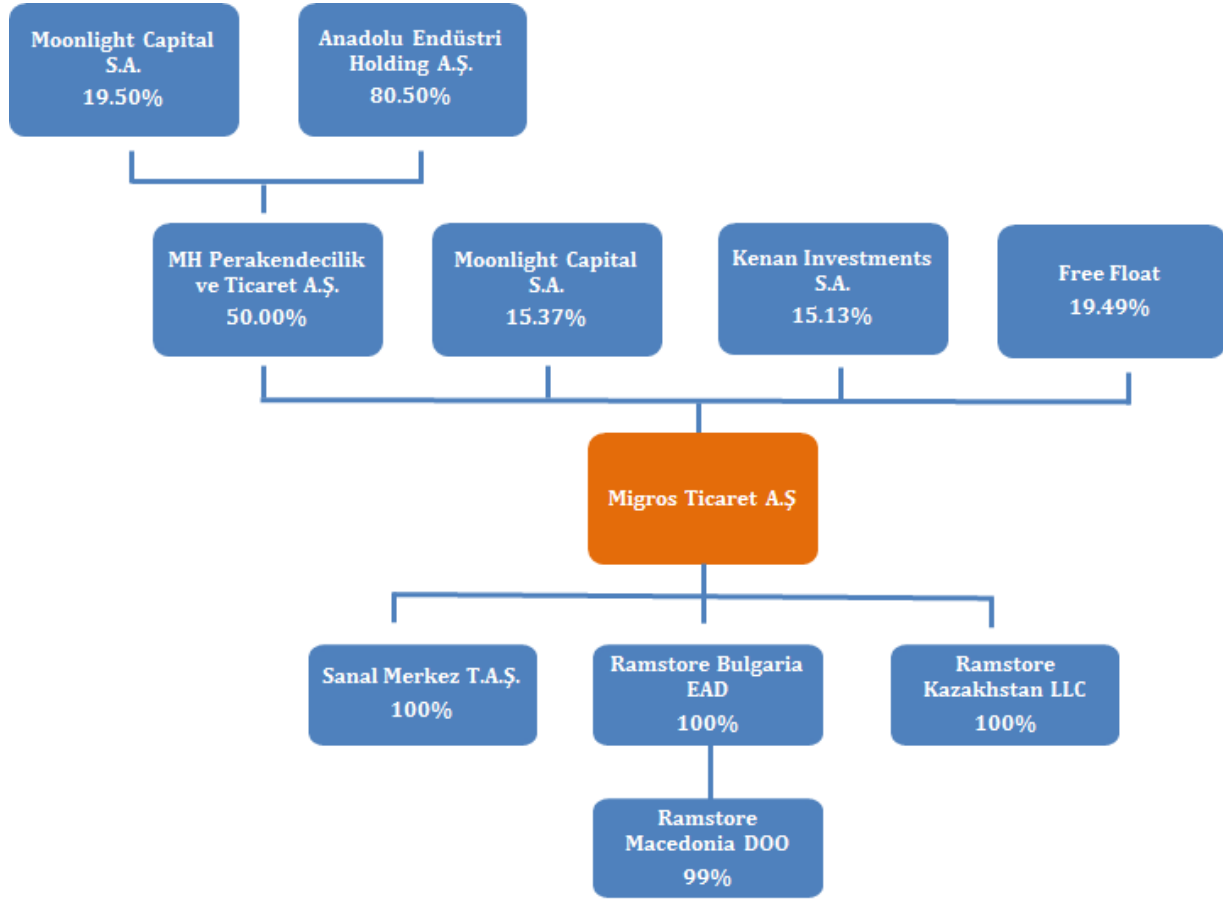 Moonlight Capital
S.A.
19.50%
Anadolu Endüstri
Holding A.Ş.
80.50%
MH Perakendecilik
ve Ticaret A.Ş.
50.00%
Moonlight Capital
S.A.
15.37%
Kenan Investments
S.A.
15.13%
Free Float
19.49%
Migros Ticaret A.Ş
Sanal Merkez T.A.Ş.
100%
Ramstore Bulgaria
EAD
100%
Ramstore
Kazakhstan LLC
100%
Ramstore
Macedonia DOO
99%